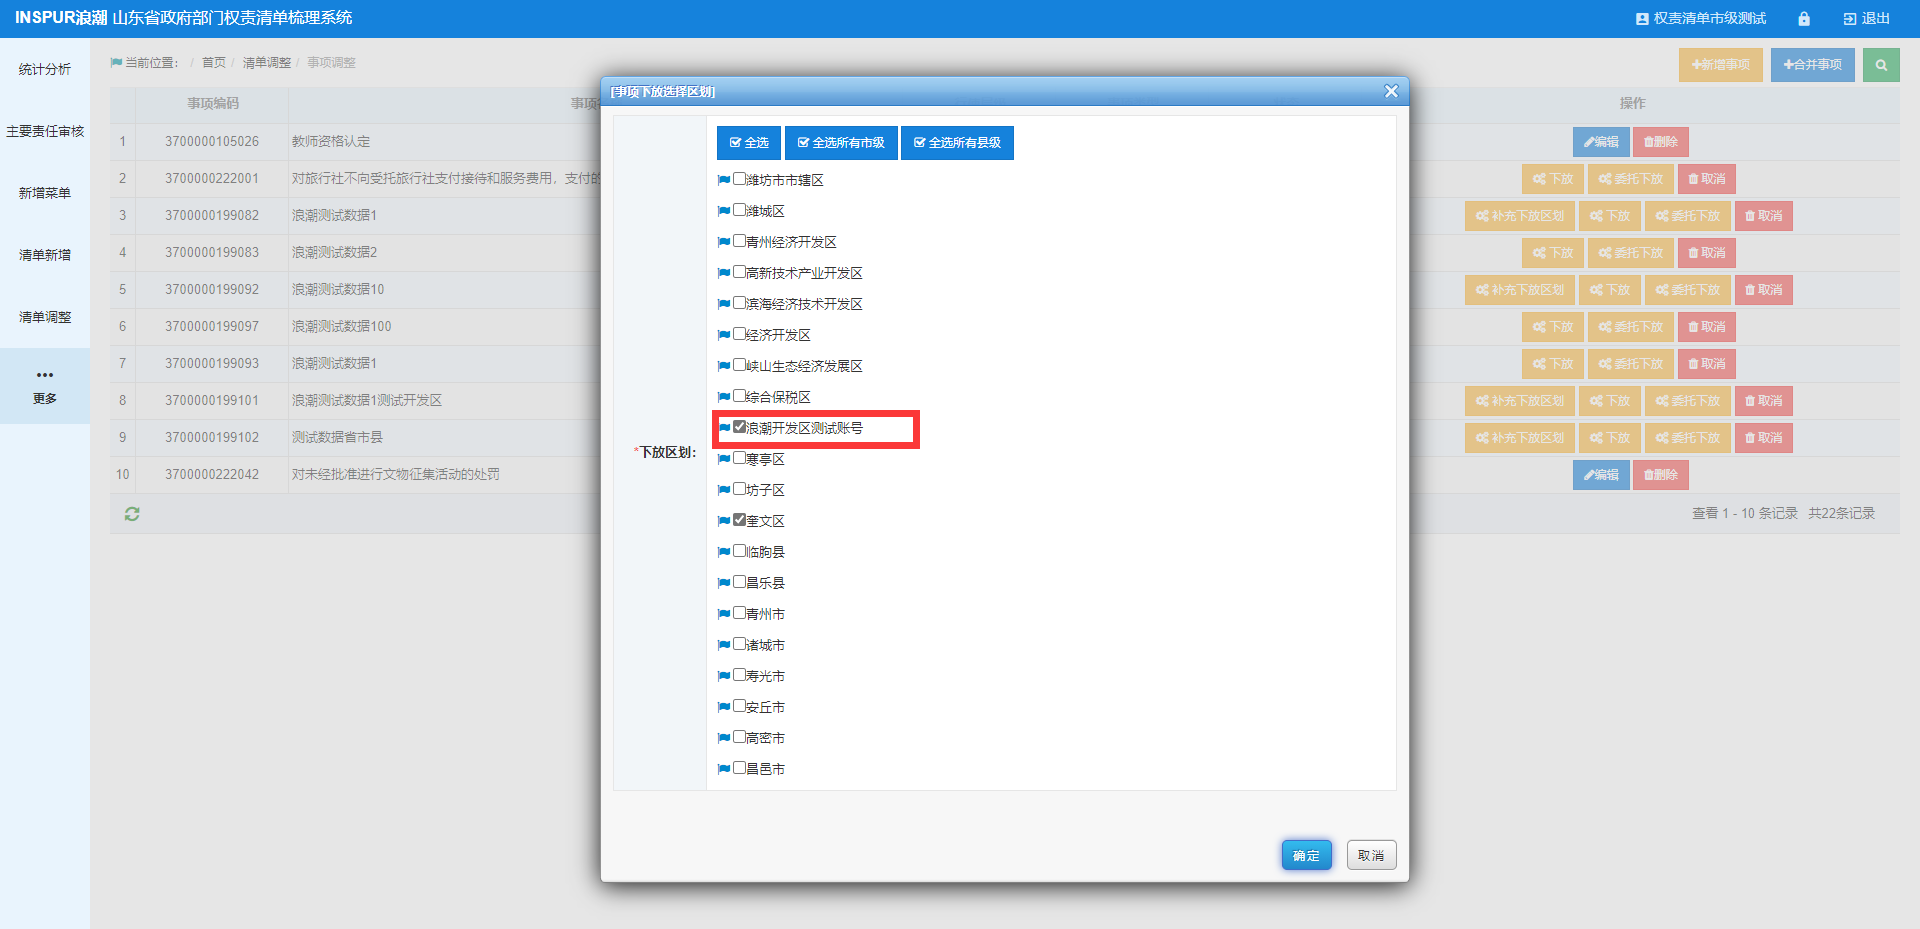 INSPUR浪潮 山东省政府部门权责清单梳理系统
权责清单市级测试 退出
统计分析
主要责任审核
新增菜单
清单新增
清单调整
更多
当前位置： / 首页 / 清单调整 / 事项调整
新增事项 合并事项
事项编码 事项 操作
1 3700000105026 教师资格认定 编辑 删除
2 3700000222001 对旅行社不向受托旅行社支付接待和服务费用，支付的 下放 委托下放 取消
3 3700000199082 浪潮测试数据1 补充下放区划 下放 委托下放 取消
4 3700000199083 浪潮测试数据2 下放 委托下放 取消
5 3700000199092 浪潮测试数据10 补充下放区划 下放 委托下放 取消
6 3700000199097 浪潮测试数据100 下放 委托下放 取消
7 3700000199093 浪潮测试数据1 下放 委托下放 取消
8 3700000199101 浪潮测试数据1测试开发区 补充下放区划 下放 委托下放 取消
9 3700000199102 测试数据省市县 补充下放区划 下放 委托下放 取消
10 3700000222042 对未经批准进行文物征集活动的处罚 编辑 删除
查看 1 - 10 条记录 共22条记录
[事项下放选择区划]
全选 全选所有市级 全选所有县级
*下放区划：
潍坊市市辖区
潍城区
青州经济开发区
高新技术产业开发区
滨海经济技术开发区
经济开发区
峡山生态经济发展区
综合保税区
浪潮开发区测试账号
寒亭区
坊子区
奎文区
临朐县
昌乐县
青州市
诸城市
寿光市
安丘市
高密市
昌邑市
确定 取消